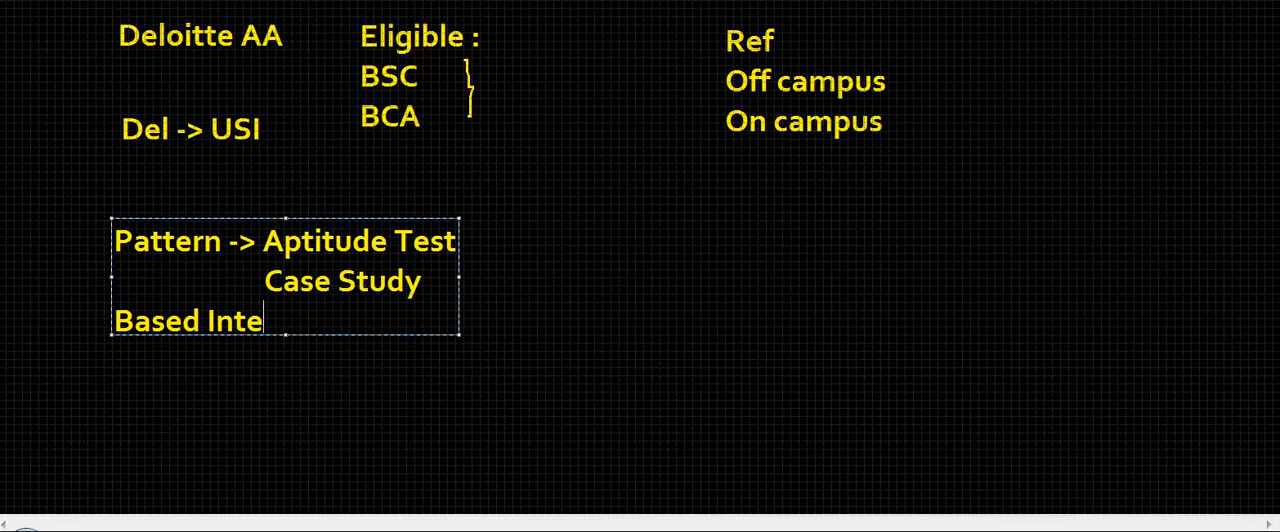 Deloitte AA
Del -> USI
Eligible :
BSC
BCA
Ref
Off campus
On campus
Pattern -> Aptitude Test
Case Study
Based Inte